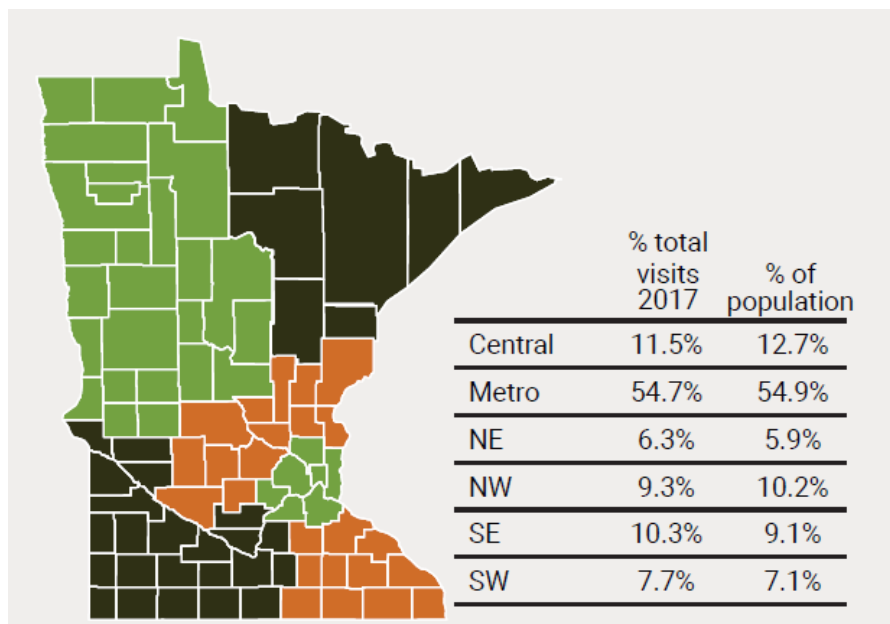 % total
visits
2017
% of
population
Central 11.5% 12.7%
Metro 54.7% 54.9%
NE 6.3% 5.9%
NW 9.3% 10.2%
SE 10.3% 9.1%
SW 7.7% 7.1%